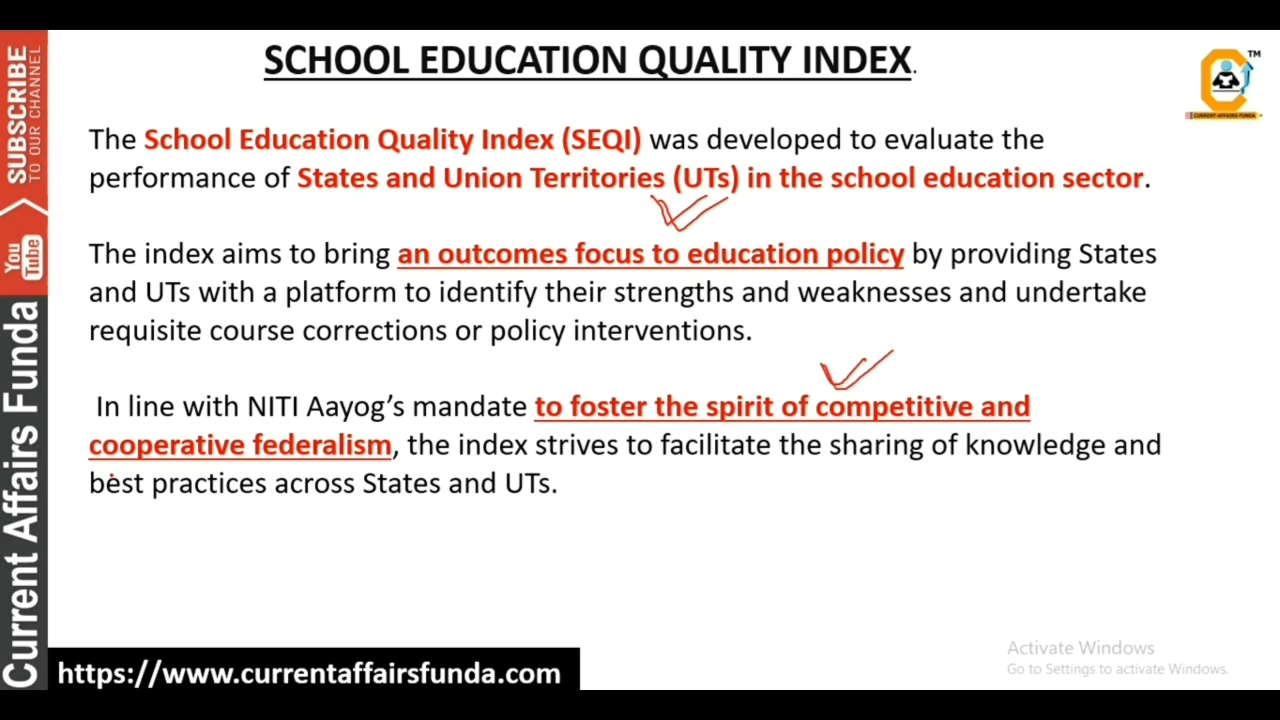 SCHOOL EDUCATION QUALITY INDEX.
The School Education Quality Index (SEQI) was developed to evaluate the
performance of States and Union Territories (UTs) in the school education sector.
The index aims to bring an outcomes focus to education policy by providing States
and UTs with a platform to identify their strengths and weaknesses and undertake
requisite course corrections or policy interventions.
In line with NITI Aayog's mandate to foster the spirit of competitive and
cooperative federalism, the index strives to facilitate the sharing of knowledge and
best practices across States and UTs.
SUBSCRIBE
TO OUR CHANNEL
YouTube
Current Affairs Funda
https://www.currentaffairsfunda.com
TM
CURRENT-AFFAIRS-FUNDA
Activate Windows
Go to Settings to activate Windows.